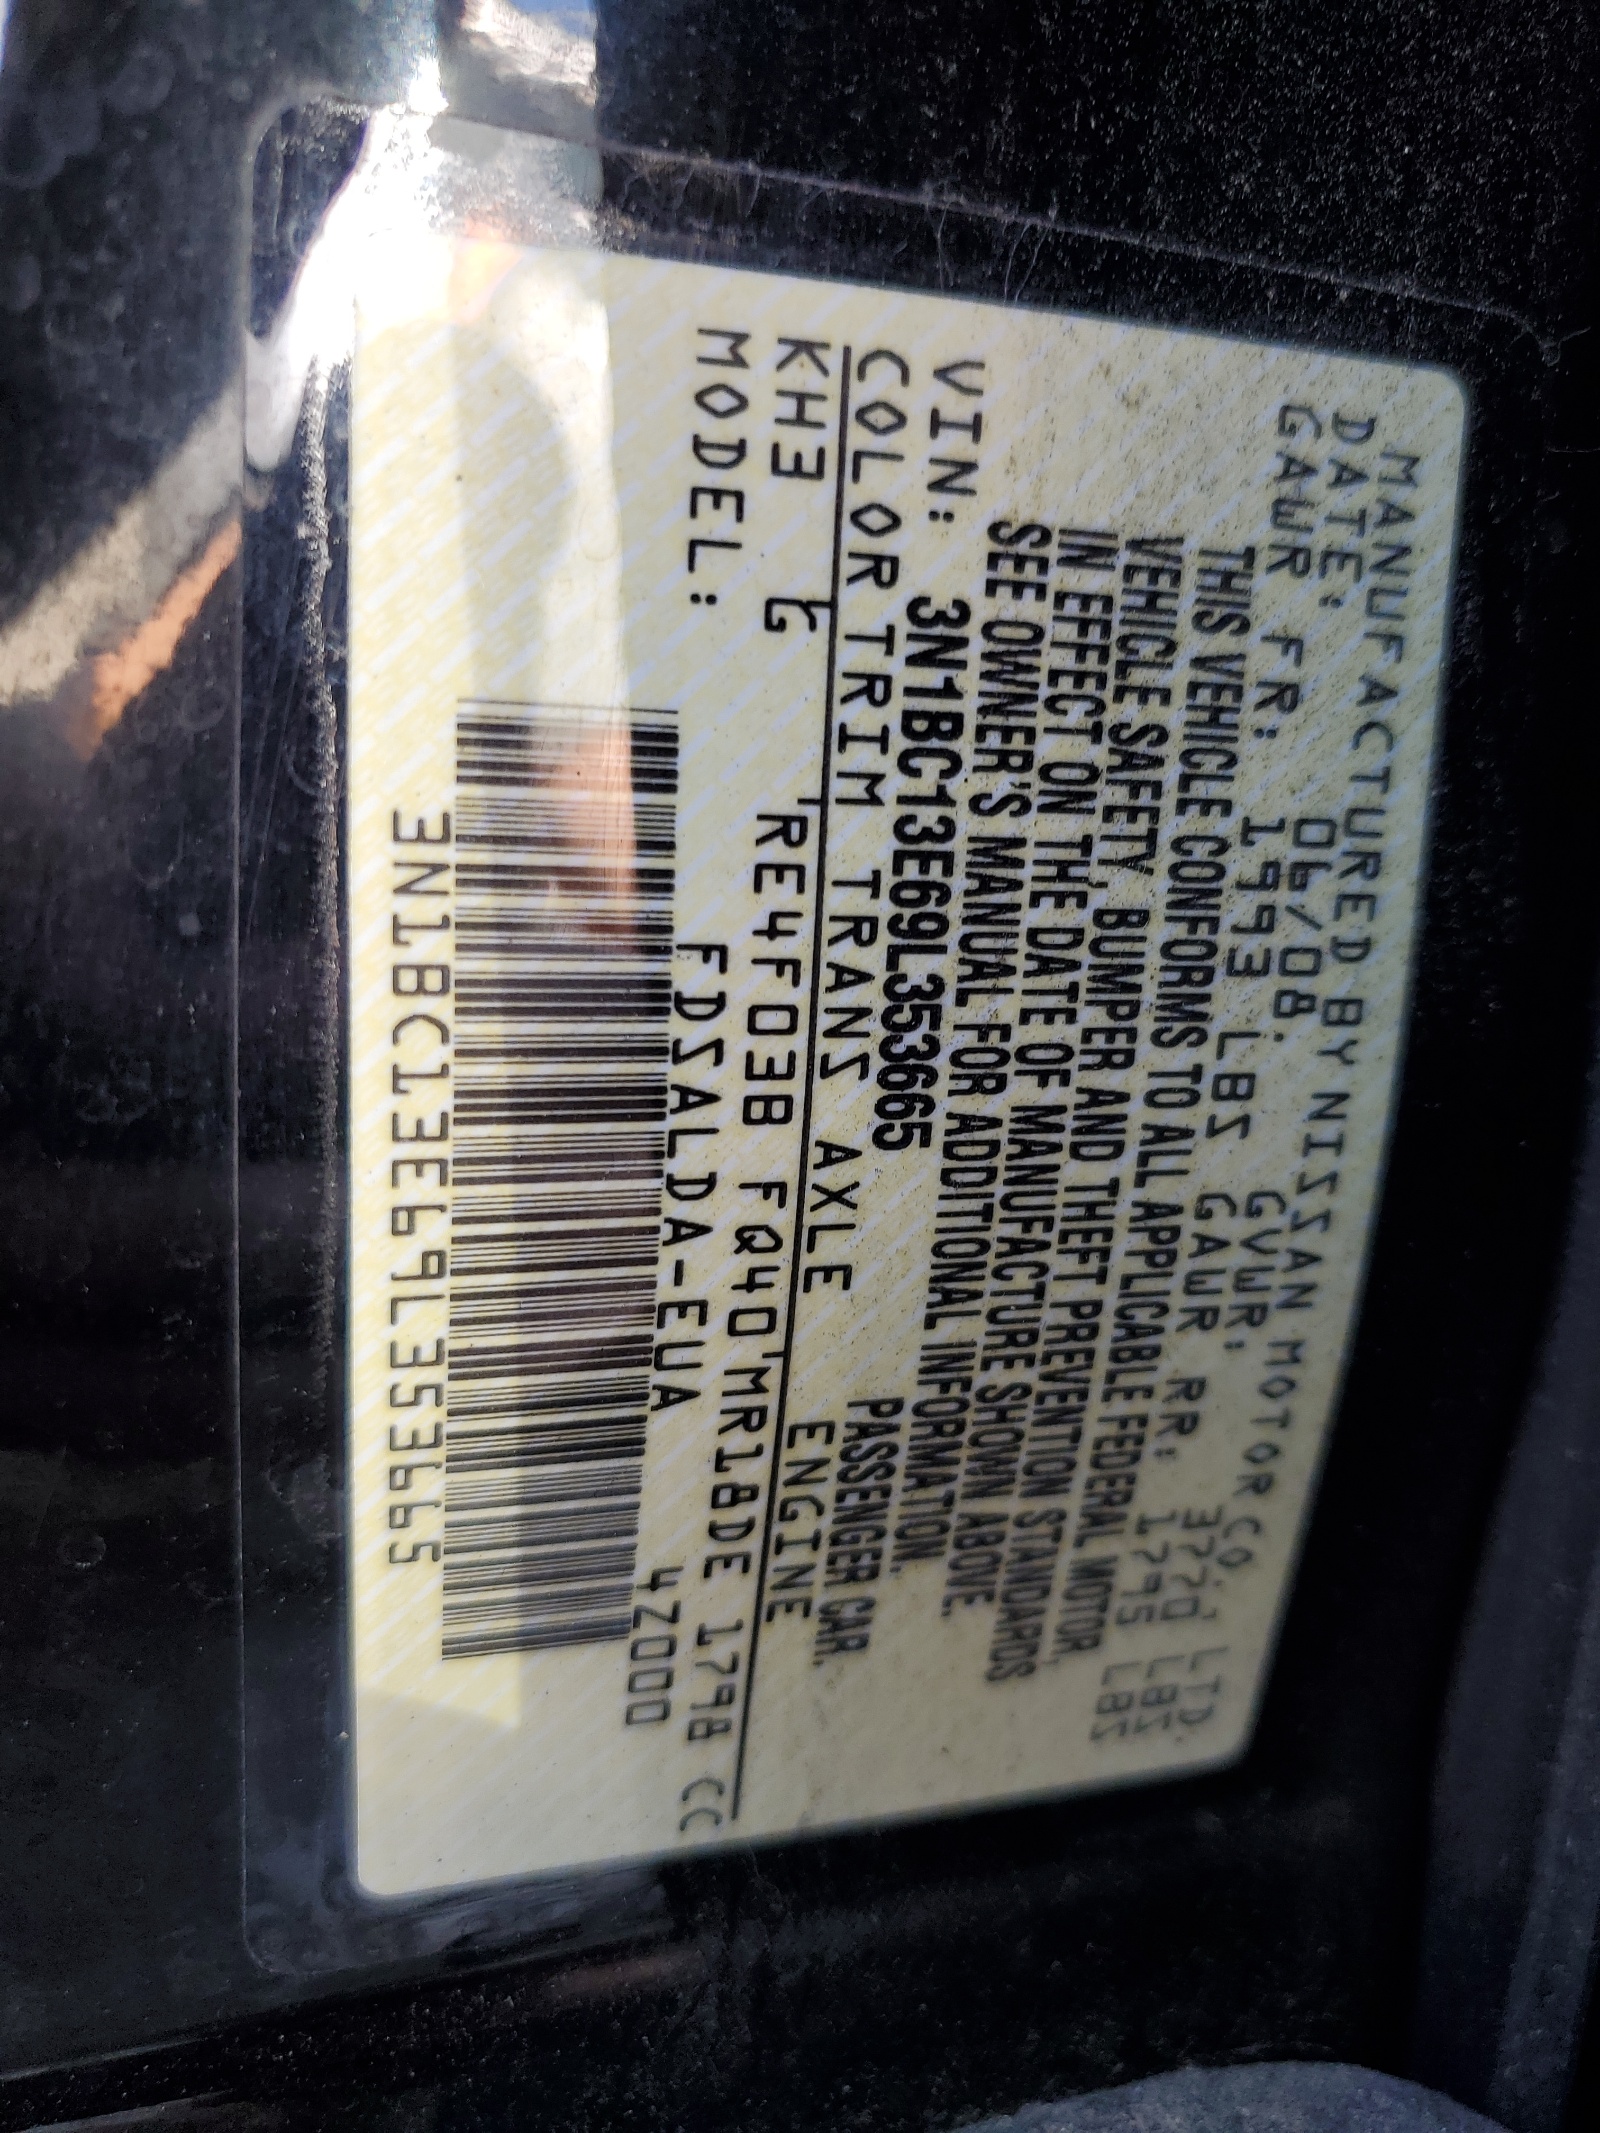 MANUFACTURED BY NISSAN MOTOR CO., LTD.
DATE: 06/08. GVWR: 3720 LBS
GAWR FR: 1993 LBS GAWR RR: 1795 LBS
THIS VEHICLE CONFORMS TO ALL APPLICABLE FEDERAL MOTOR
VEHICLE SAFETY, BUMPER AND THEFT PREVENTION STANDARDS
IN EFFECT ON THE DATE OF MANUFACTURE SHOWN ABOVE.
SEE OWNER'S MANUAL FOR ADDITIONAL INFORMATION.
VIN: 3N1BC13E69L353665 PASSENGER CAR.
COLOR TRIM TRANS AXLE ENGINE
KH3 G RE4F03B FQ40 MR18DE 1798 CC
MODEL: FDSALDA-EUA 4Z000
3N1BC13E69L353665